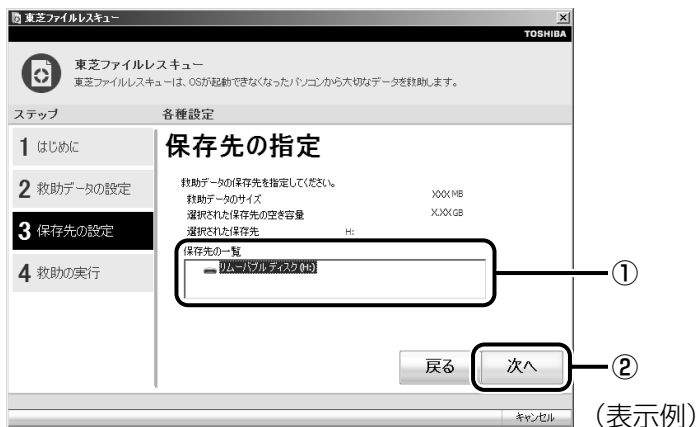 東芝ファイルレスキュー
TOSHIBA
東芝ファイルレスキュー
東芝ファイルレスキューは、OSが起動できなくなったパソコンから大切なデータを救助します。
ステップ 各種設定
1 はじめに
2 救助データの設定
3 保存先の設定
4 救助の実行
保存先の指定
救助データの保存先を指定してください。
救助データのサイズ XXX MB
選択された保存先の空き容量 X.XX GB
選択された保存先 H:
保存先の一覧
リムーバブル ディスク (H:)
①
戻る 次へ
②
キャンセル
（表示例）